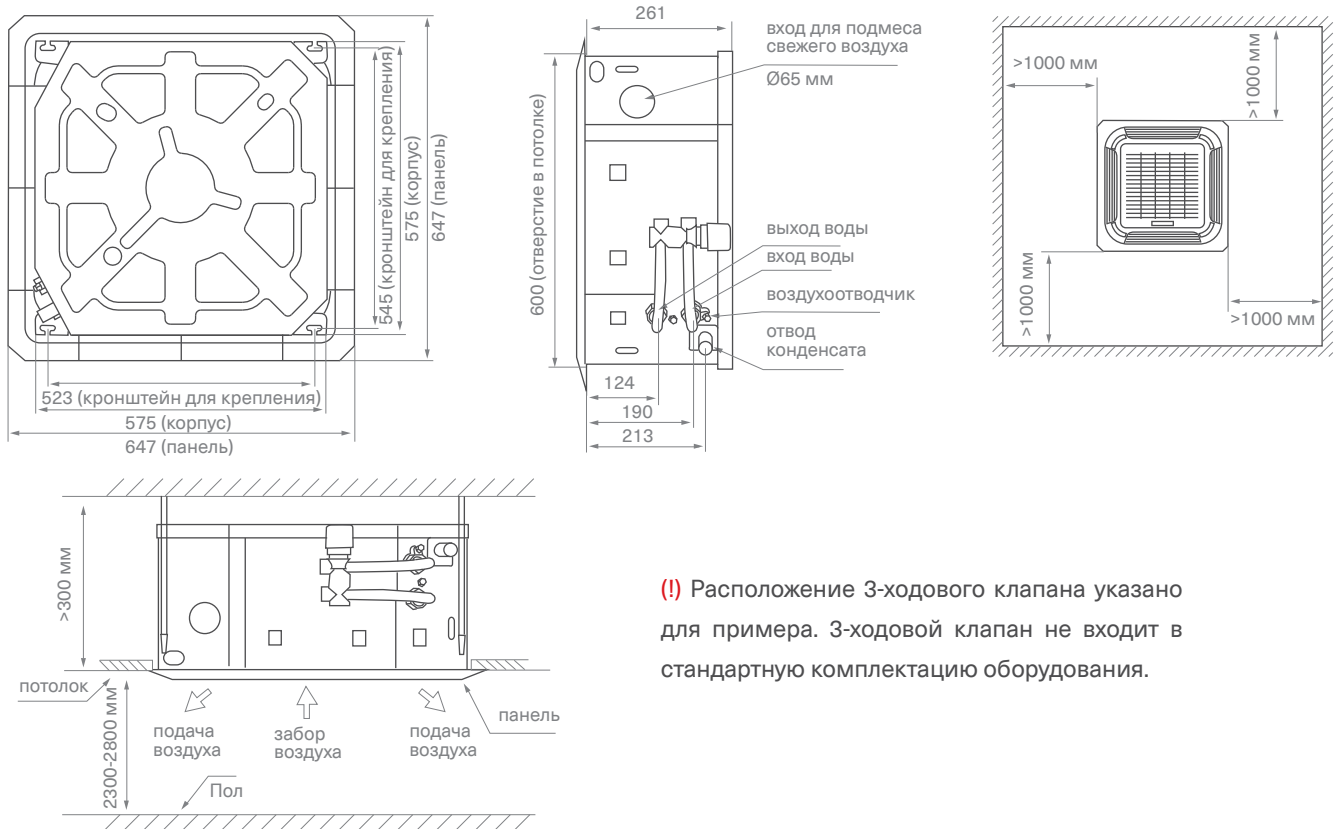 545 (кронштейн для крепления)
575 (корпус)
647 (панель)
523 (кронштейн для крепления)
575 (корпус)
647 (панель)
261
вход для подмеса
свежего воздуха
Ø65 мм
600 (отверстие в потолке)
выход воды
вход воды
воздухоотводчик
отвод
конденсата
124
190
213
>1000 мм
>1000 мм
>1000 мм
>1000 мм
>300 мм
потолок
2300-2800 мм
подача
воздуха
забор
воздуха
подача
воздуха
панель
Пол
(!) Расположение 3-ходового клапана указано
для примера. 3-ходовой клапан не входит в
стандартную комплектацию оборудования.